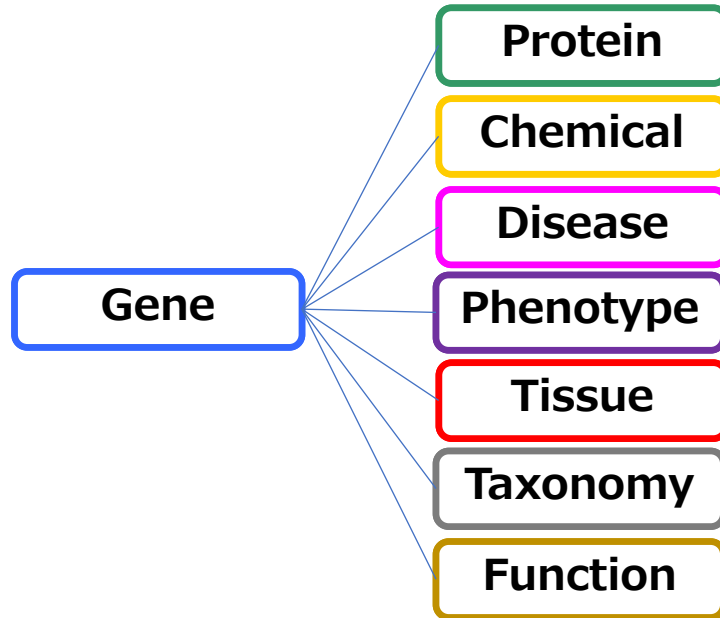 Protein
Chemical
Disease
Gene
Phenotype
Tissue
Taxonomy
Function